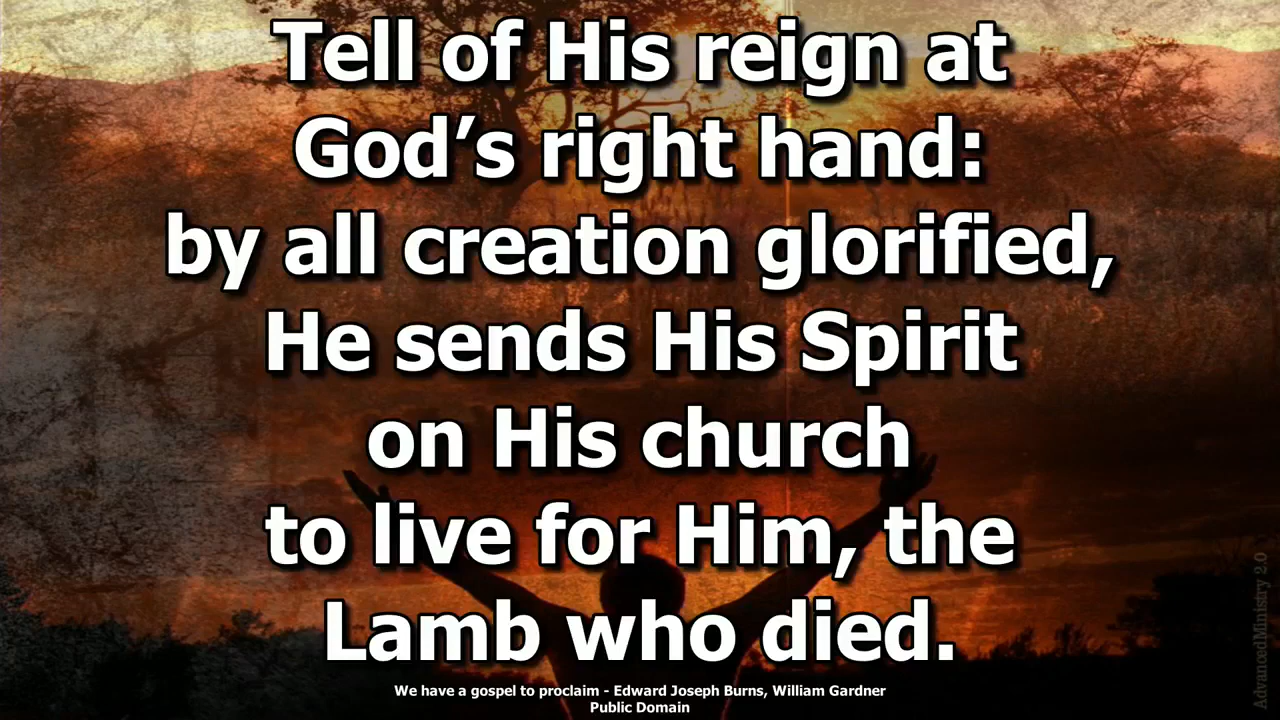 Tell of His reign at
God’s right hand:
by all creation glorified,
He sends His Spirit
on His church
to live for Him, the
Lamb who died.
We have a gospel to proclaim - Edward Joseph Burns, William Gardner
Public Domain
AdvancedMinistry 2.0